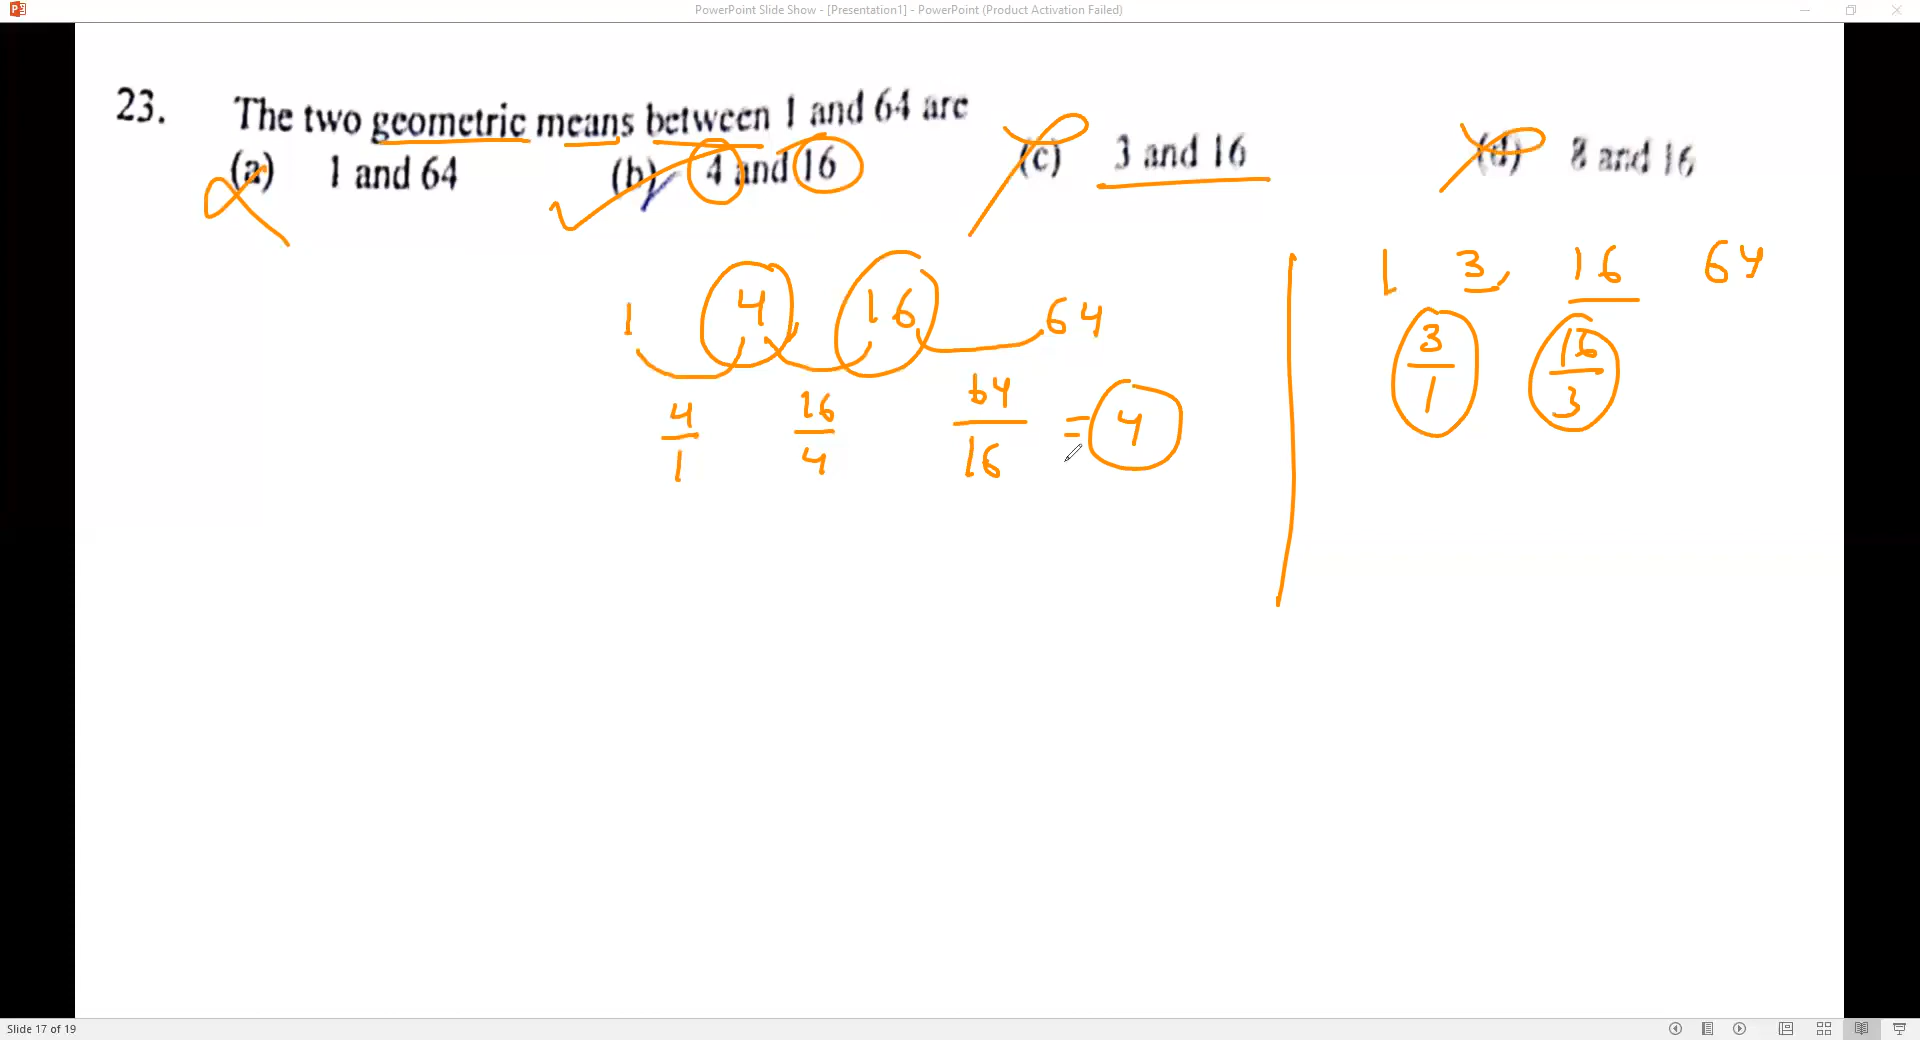 PowerPoint Slide Show - [Presentation1] - PowerPoint (Product Activation Failed)
23. The two geometric means between 1 and 64 are
(a) 1 and 64 (b) 4 and 16 (c) 3 and 16 (d) 8 and 16
1 4 16 64
4/1 16/4 64/16 = 4
1 3, 16 64
3/1 16/3
Slide 17 of 19